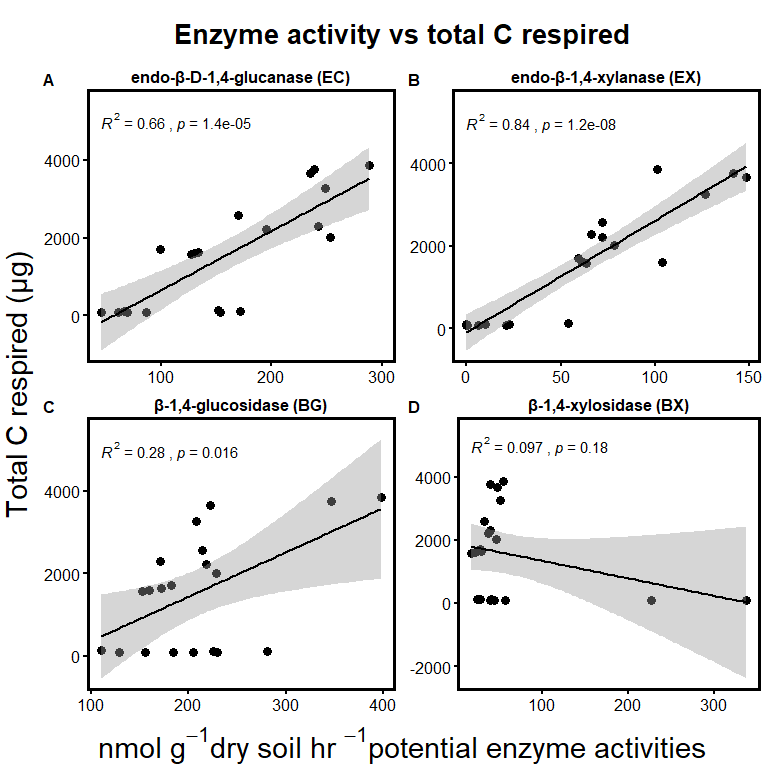 Enzyme activity vs total C respired
A endo-β-D-1,4-glucanase (EC)
R² = 0.66 , p = 1.4e-05
4000
2000
0
100 200 300
B endo-β-1,4-xylanase (EX)
R² = 0.84 , p = 1.2e-08
4000
2000
0
0 50 100 150
C β-1,4-glucosidase (BG)
R² = 0.28 , p = 0.016
4000
2000
0
100 200 300 400
D β-1,4-xylosidase (BX)
R² = 0.097 , p = 0.18
4000
2000
0
-2000
100 200 300
Total C respired (µg)
nmol g⁻¹dry soil hr ⁻¹potential enzyme activities